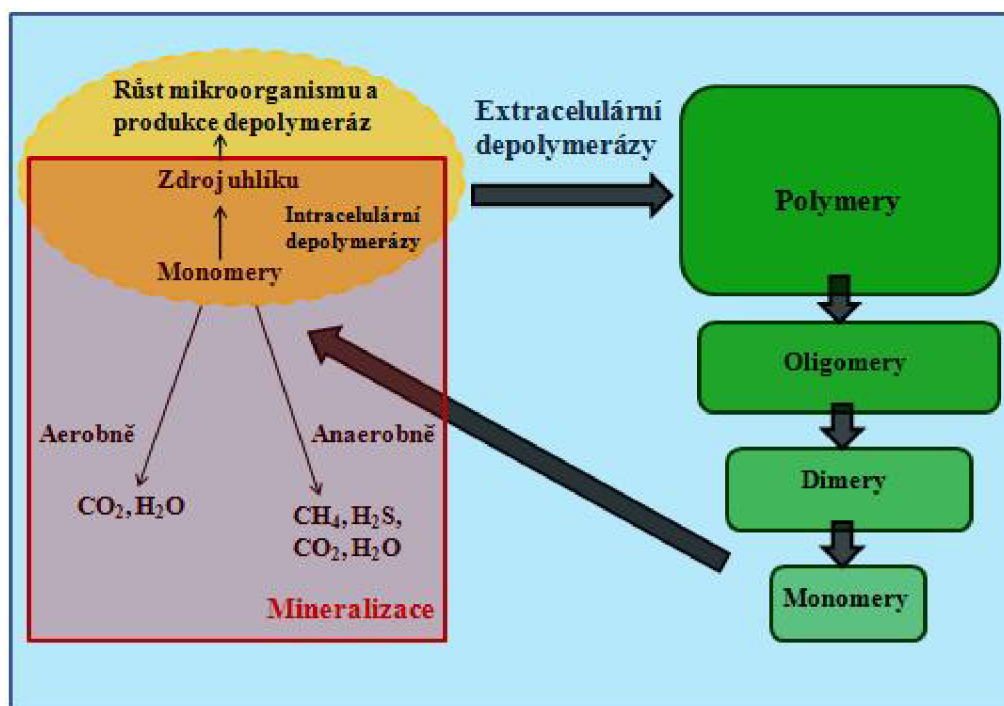 Růst mikroorganismu a
produkce depolymeráz
Zdroj uhlíku
Intracelulární
depolymerázy
Monomery
Aerobně
Anaerobně
CO₂, H₂O
CH₄, H₂S,
CO₂, H₂O
Mineralizace
Extracelulární
depolymerázy
Polymery
Oligomery
Dimery
Monomery